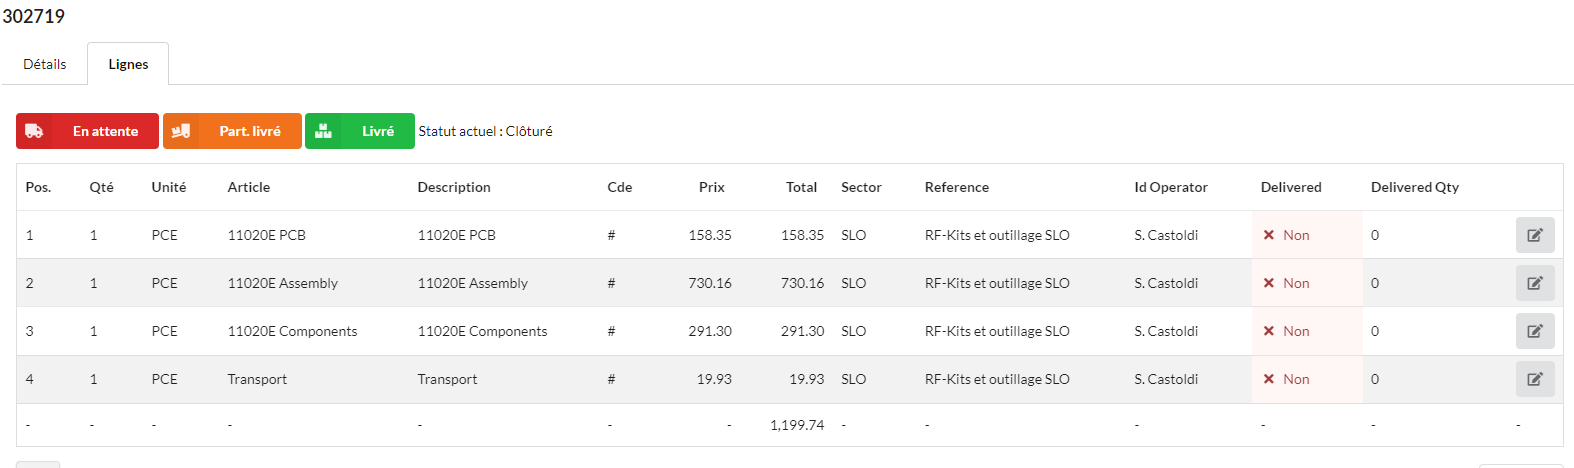 302719
Détails Lignes
En attente Part. livré Livré Statut actuel : Clôturé
Pos. Qté Unité Article Description Cde Prix Total Sector Reference Id Operator Delivered Delivered Qty
1 1 PCE 11020E PCB 11020E PCB # 158.35 158.35 SLO RF-Kits et outillage SLO S. Castoldi Non 0
2 1 PCE 11020E Assembly 11020E Assembly # 730.16 730.16 SLO RF-Kits et outillage SLO S. Castoldi Non 0
3 1 PCE 11020E Components 11020E Components # 291.30 291.30 SLO RF-Kits et outillage SLO S. Castoldi Non 0
4 1 PCE Transport Transport # 19.93 19.93 SLO RF-Kits et outillage SLO S. Castoldi Non 0
- - - - - - - 1,199.74 - - - - - -